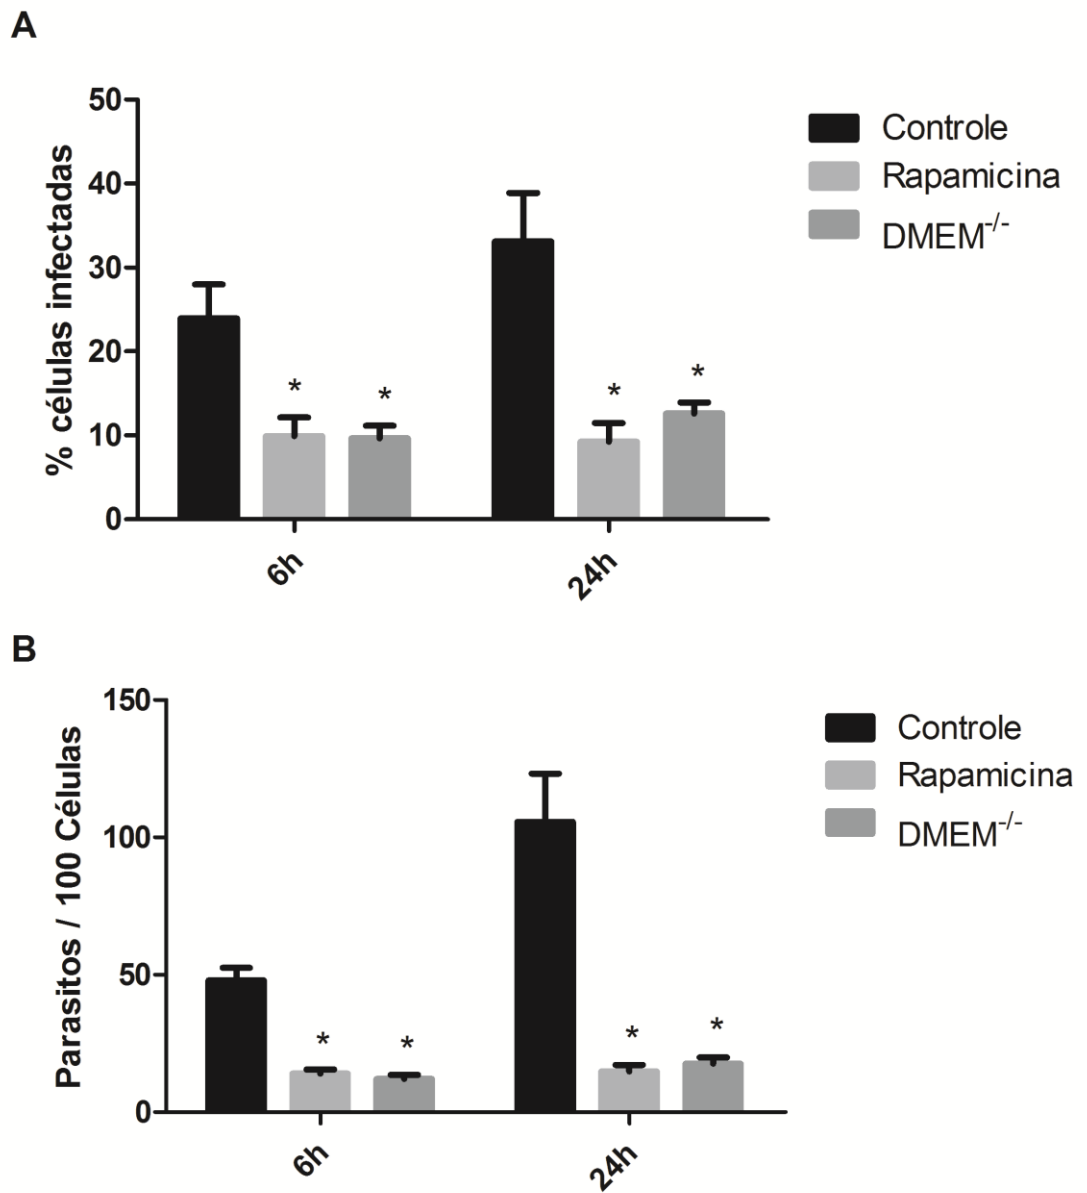 A
50
40
30
20
10
0
% células infectadas
*
*
*
*
6h
24h
Controle
Rapamicina
DMEM-/-
B
150
100
50
0
Parasitos / 100 Células
*
*
*
*
6h
24h
Controle
Rapamicina
DMEM-/-